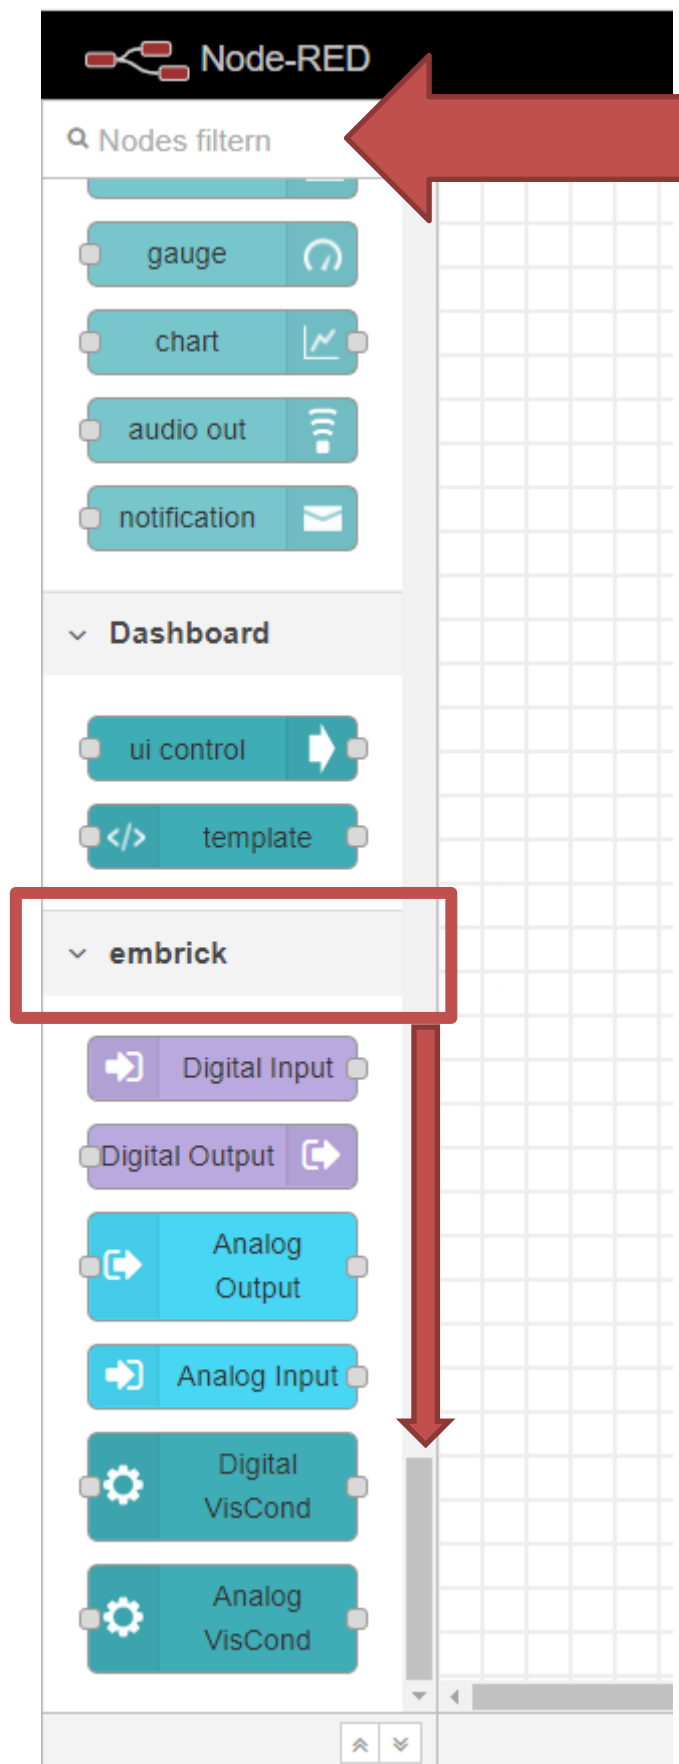 Node-RED
Nodes filtern
gauge
chart
audio out
notification
Dashboard
ui control
</> template
embrick
Digital Input
Digital Output
Analog
Output
Analog Input
Digital
VisCond
Analog
VisCond